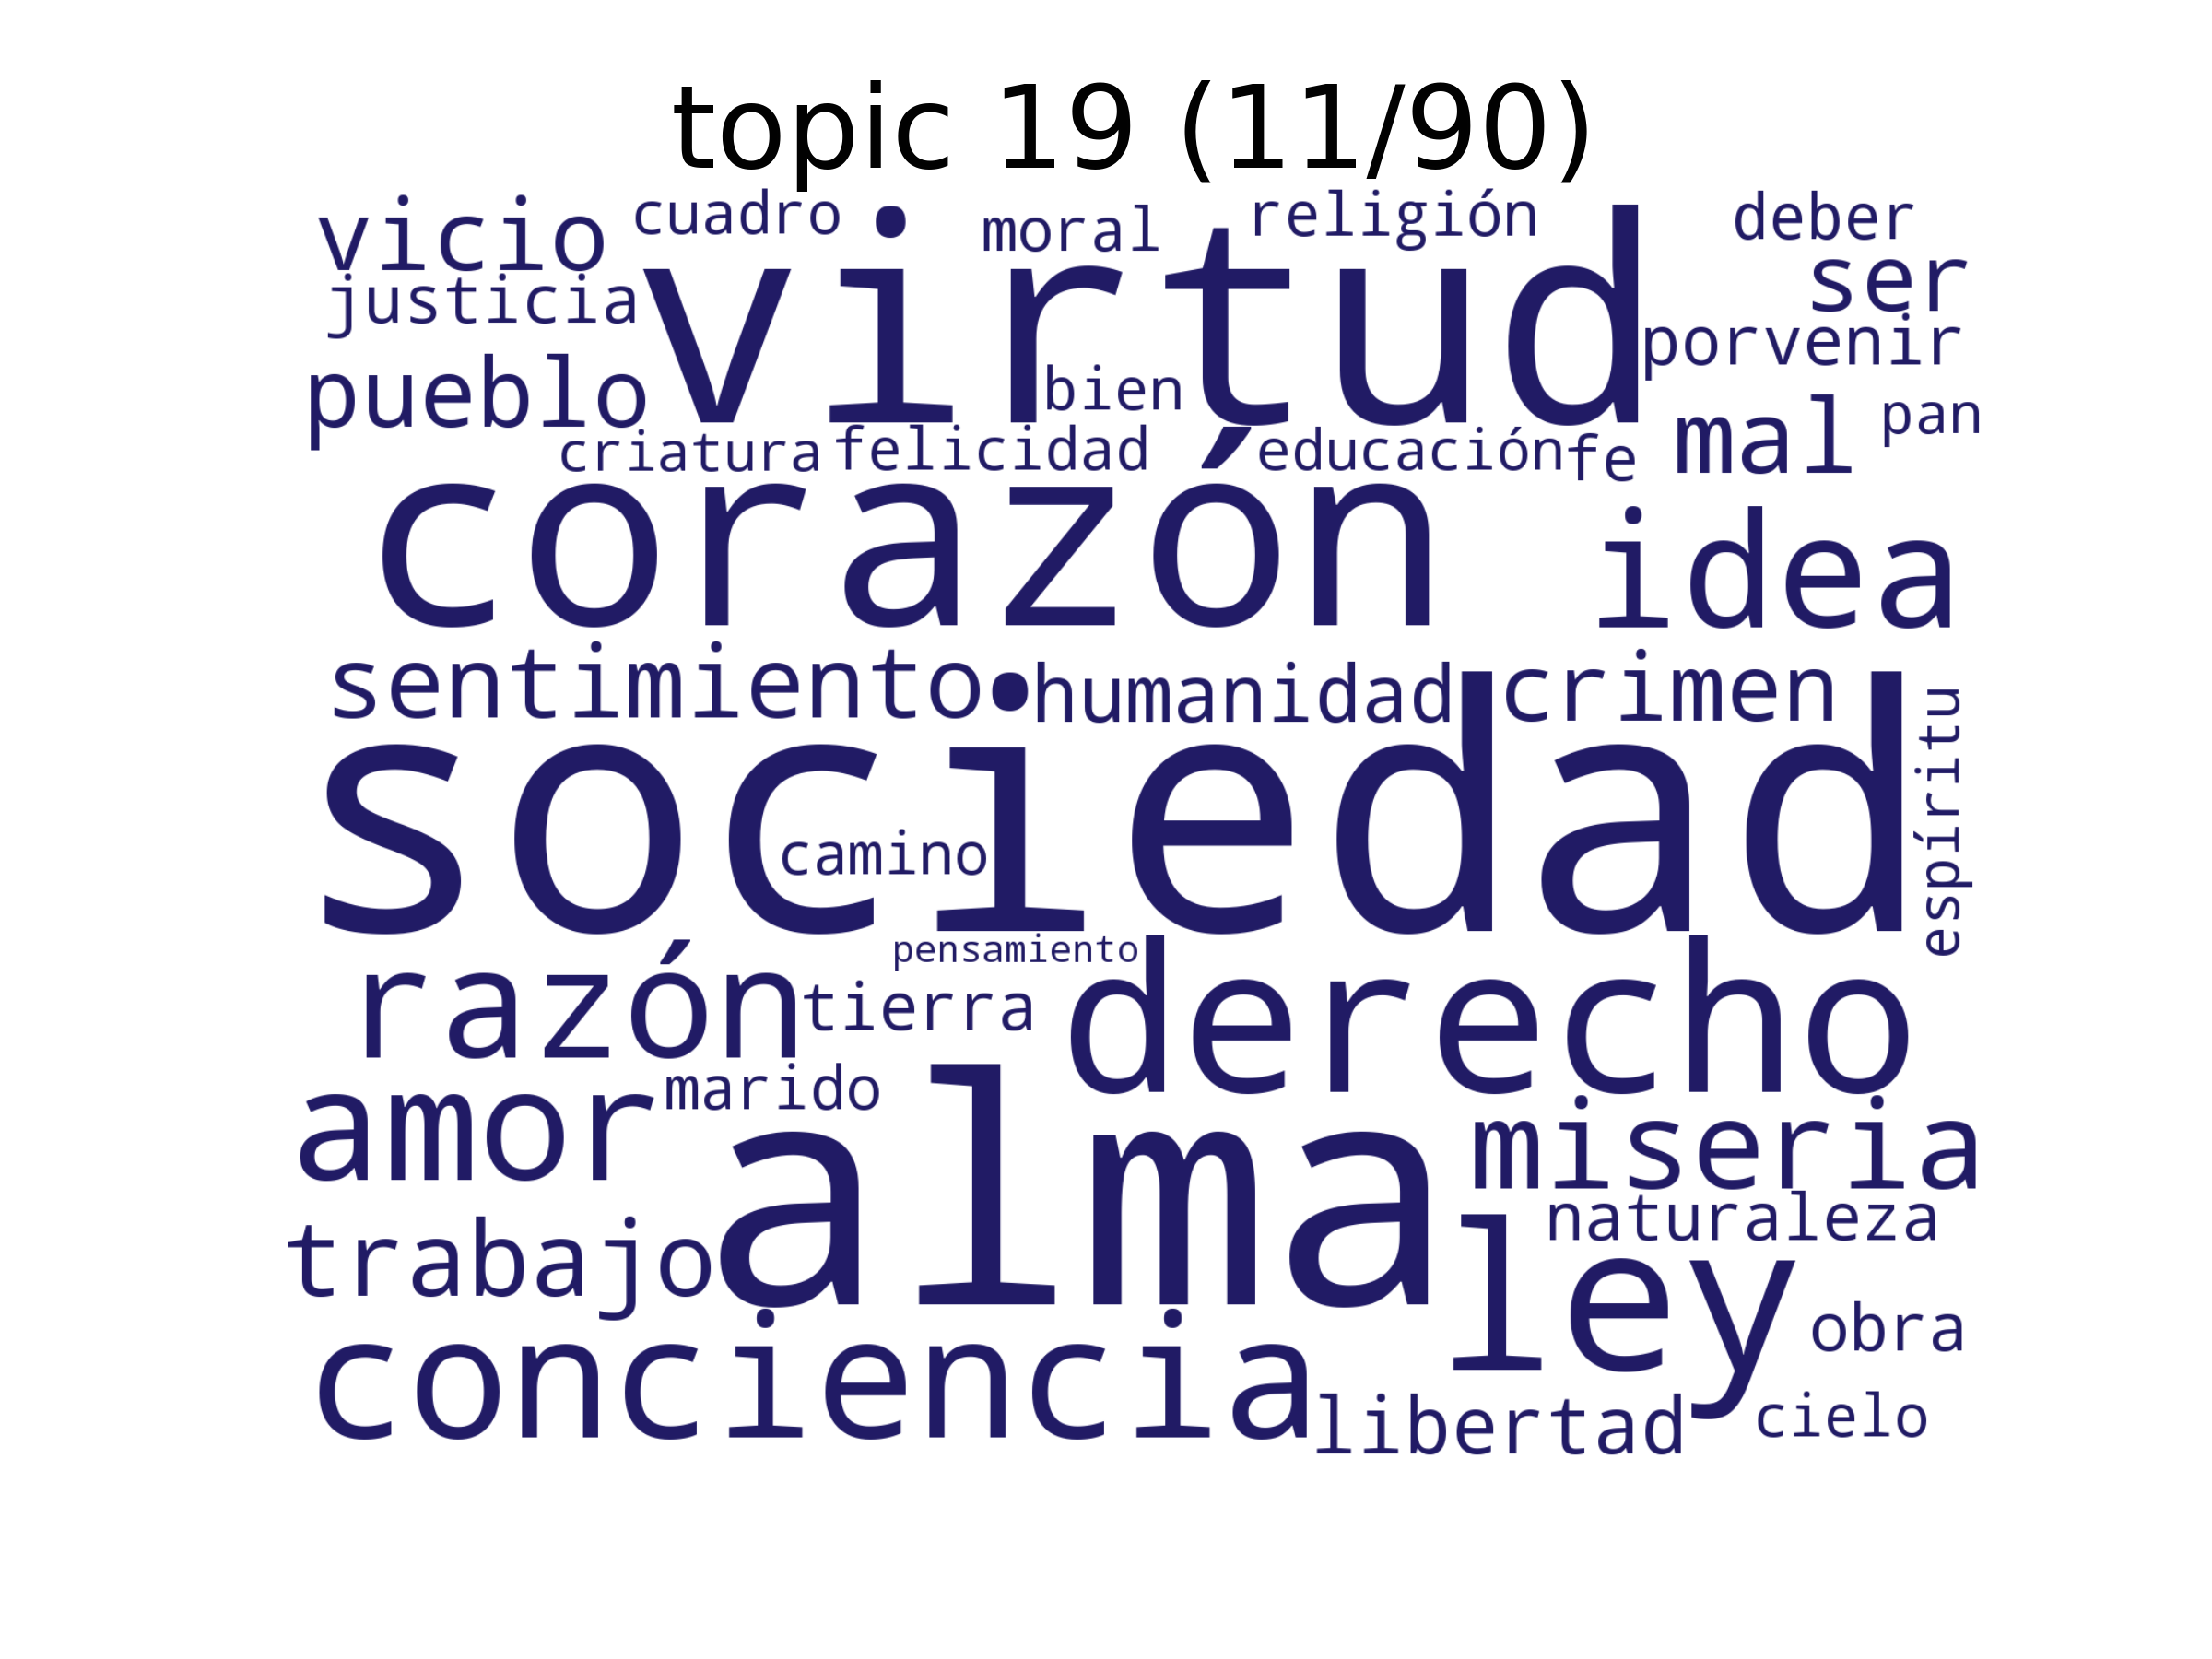 topic 19 (11/90)
vicio cuadro moral religión deber
justicia virtud ser
pueblo bien porvenir
criatura felicidad educación fe mal pan
corazón idea
sentimiento humanidad crimen
sociedad espíritu
camino
pensamiento
razón tierra derecho
amor marido alma miseria
trabajo ley naturaleza
conciencia obra
libertad cielo